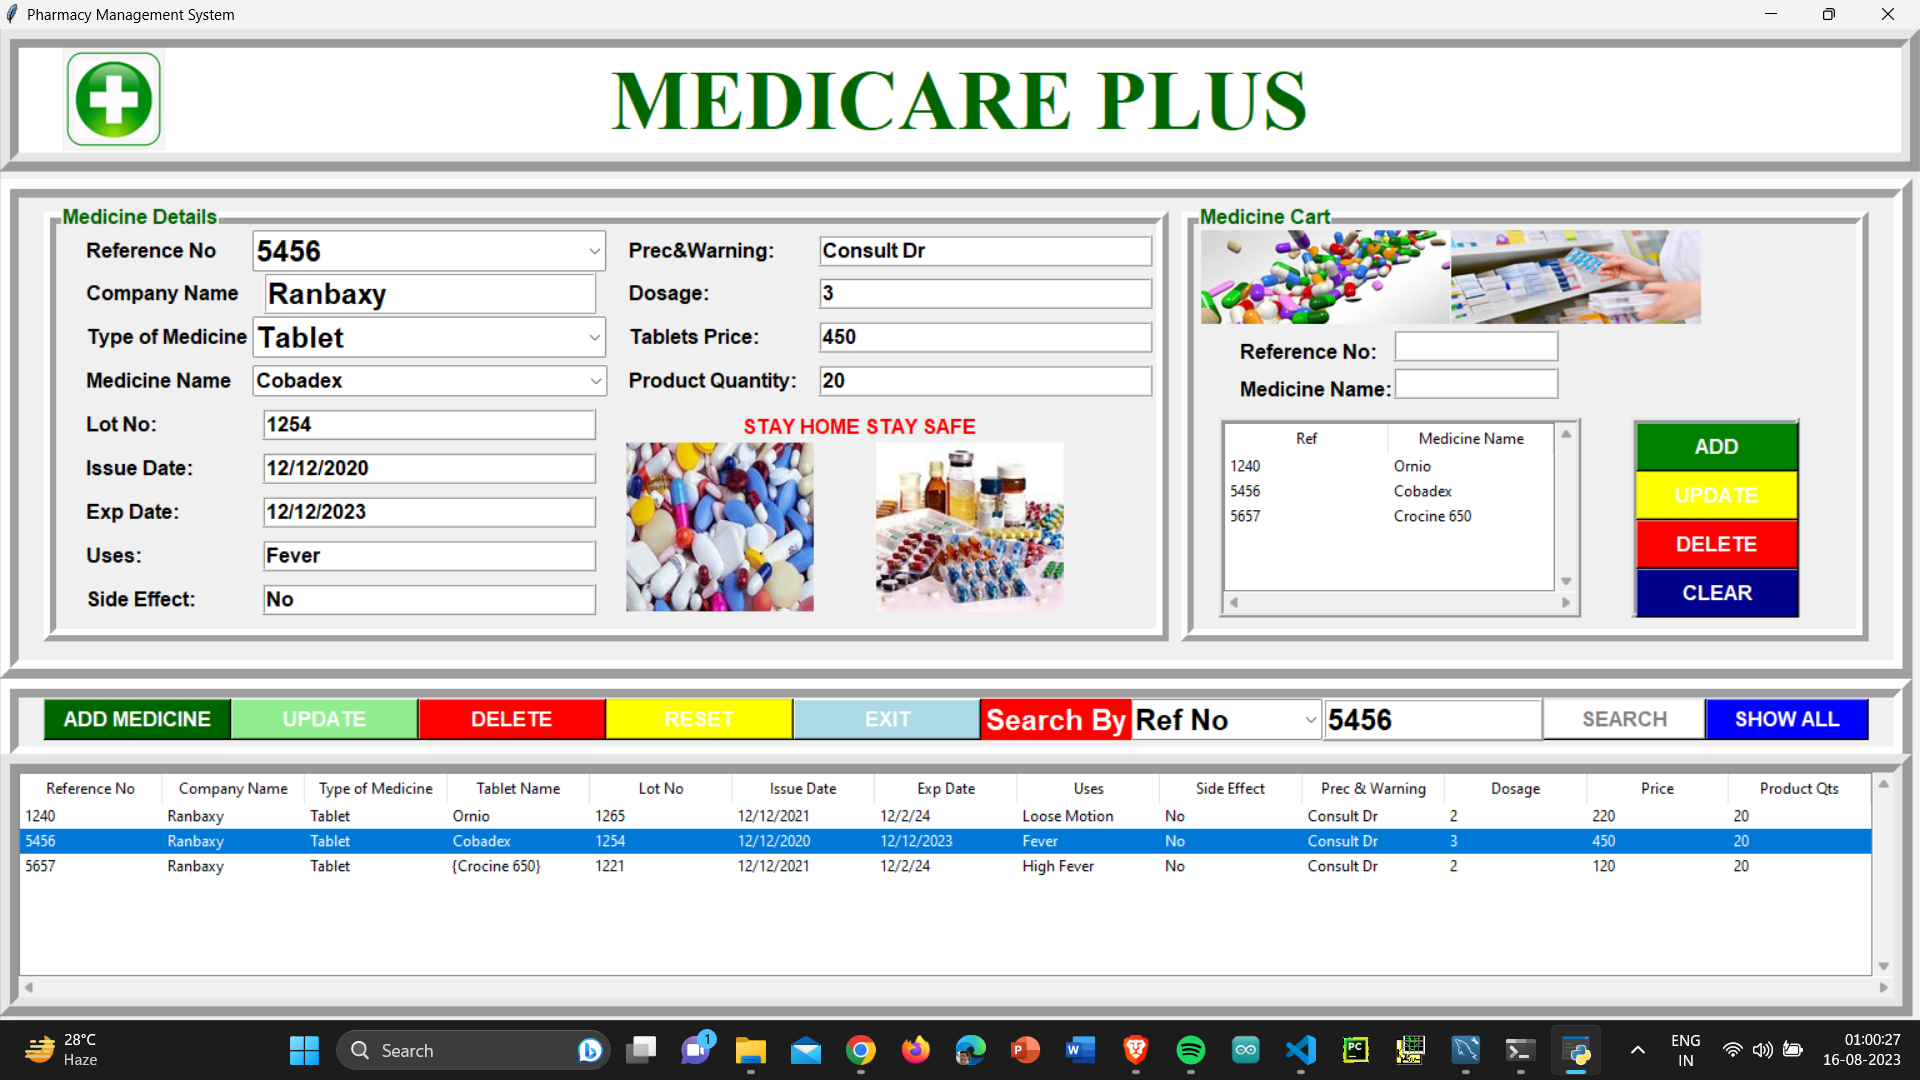 Pharmacy Management System
MEDICARE PLUS
Medicine Details
Reference No 5456
Company Name Ranbaxy
Type of Medicine Tablet
Medicine Name Cobadex
Lot No: 1254
Issue Date: 12/12/2020
Exp Date: 12/12/2023
Uses: Fever
Side Effect: No
Prec&Warning: Consult Dr
Dosage: 3
Tablets Price: 450
Product Quantity: 20
STAY HOME STAY SAFE
Medicine Cart
Reference No:
Medicine Name:
Ref Medicine Name
1240 Ornio
5456 Cobadex
5657 Crocine 650
ADD
UPDATE
DELETE
CLEAR
ADD MEDICINE UPDATE DELETE RESET EXIT Search By Ref No 5456 SEARCH SHOW ALL
Reference No Company Name Type of Medicine Tablet Name Lot No Issue Date Exp Date Uses Side Effect Prec & Warning Dosage Price Product Qts
1240 Ranbaxy Tablet Ornio 1265 12/12/2021 12/2/24 Loose Motion No Consult Dr 2 220 20
5456 Ranbaxy Tablet Cobadex 1254 12/12/2020 12/12/2023 Fever No Consult Dr 3 450 20
5657 Ranbaxy Tablet {Crocine 650} 1221 12/12/2021 12/2/24 High Fever No Consult Dr 2 120 20
28°C
Haze
Search
1
P
W
PC
ENG
IN
01:00:27
16-08-2023